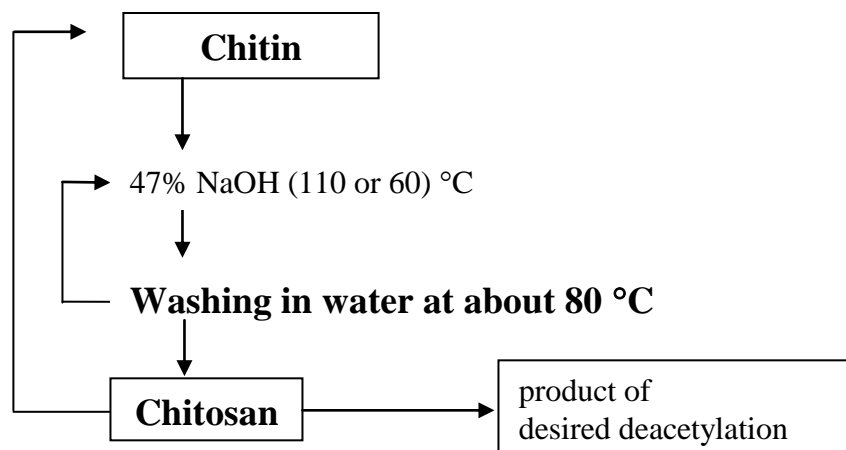 Chitin
47% NaOH (110 or 60) °C
Washing in water at about 80 °C
Chitosan
product of
desired deacetylation